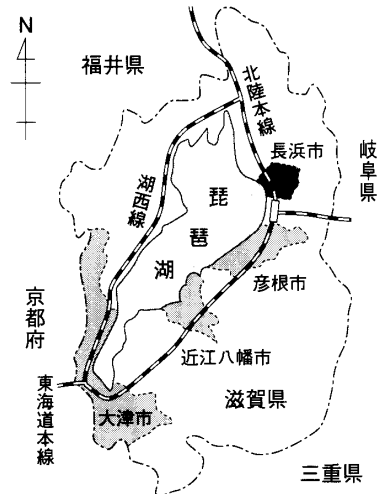 N
福井県
北陸本線
長浜市
岐阜県
湖西線
琵琶湖
彦根市
京都府
近江八幡市
滋賀県
東海道本線
大津市
三重県